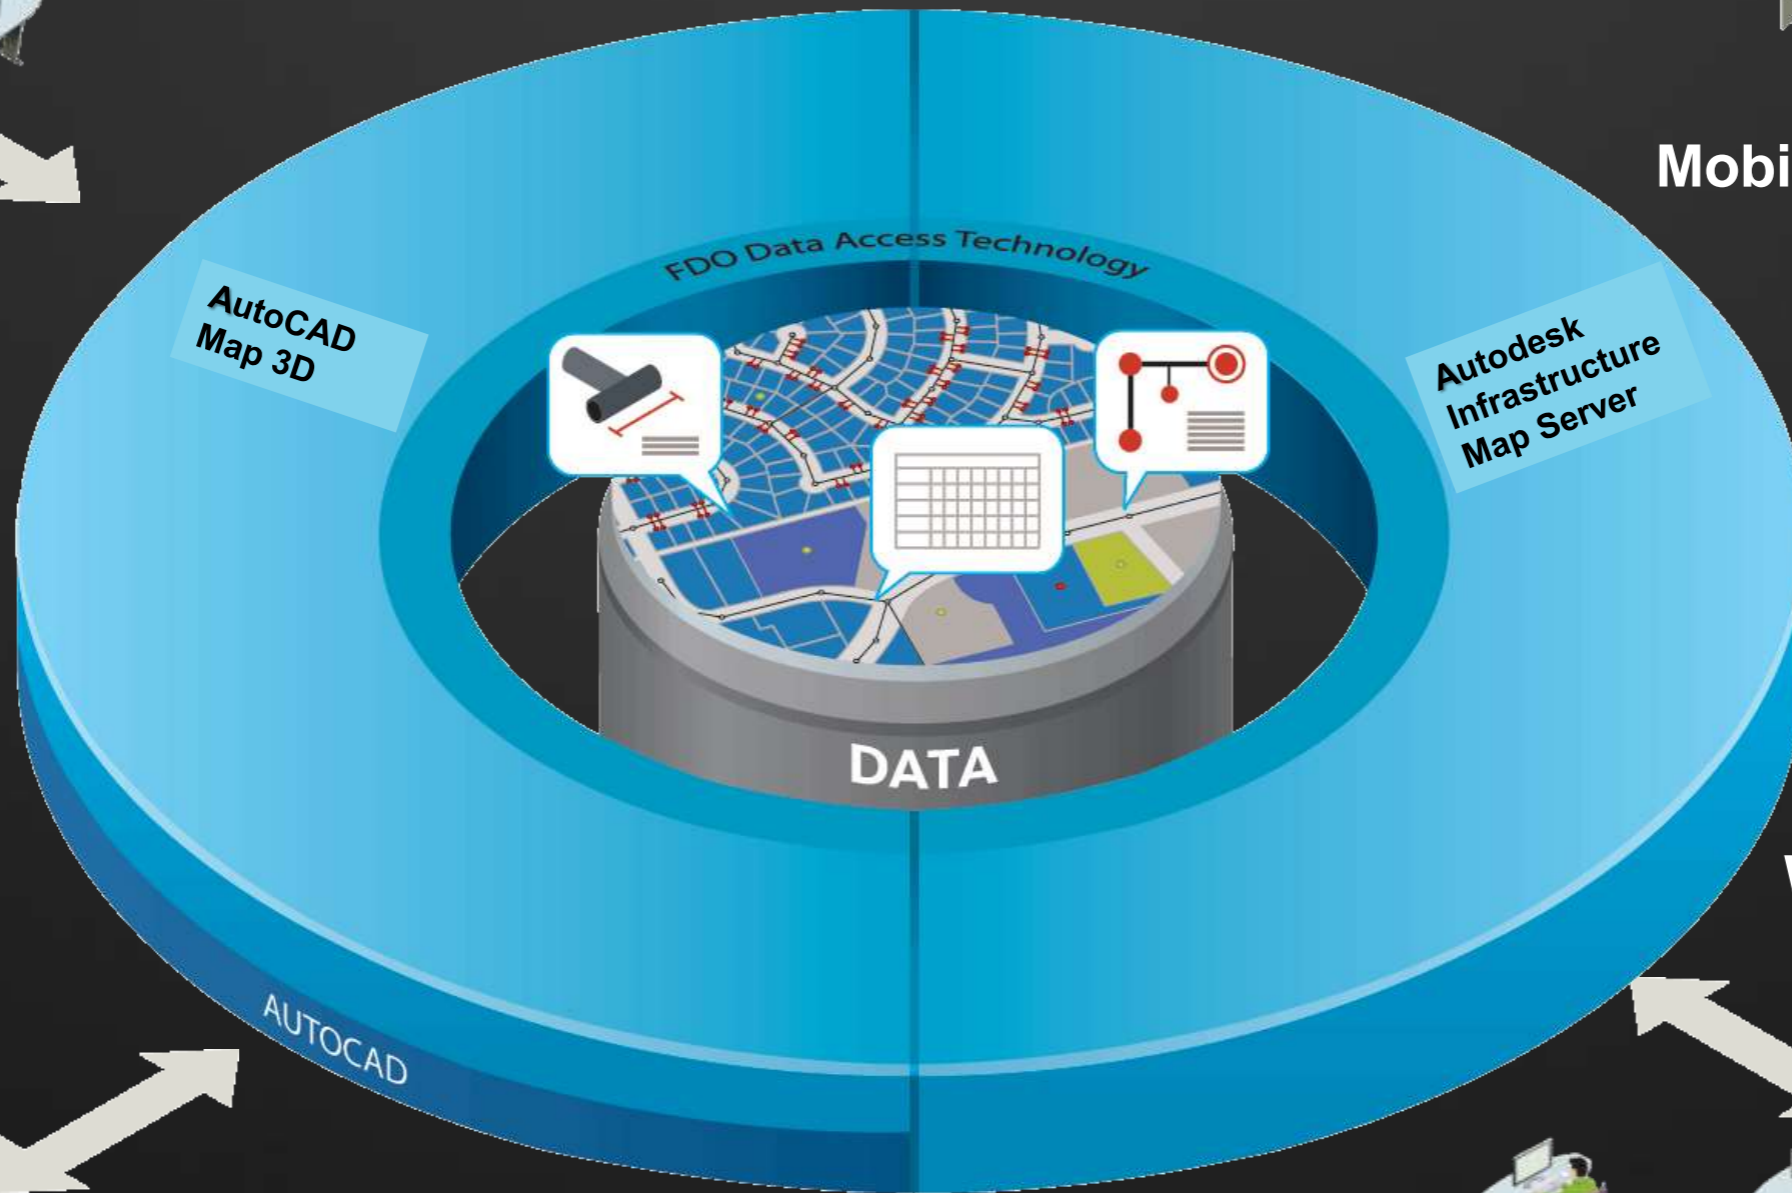 Mobi
FDO Data Access Technology
AutoCAD
Map 3D
Autodesk
Infrastructure
Map Server
DATA
AUTOCAD